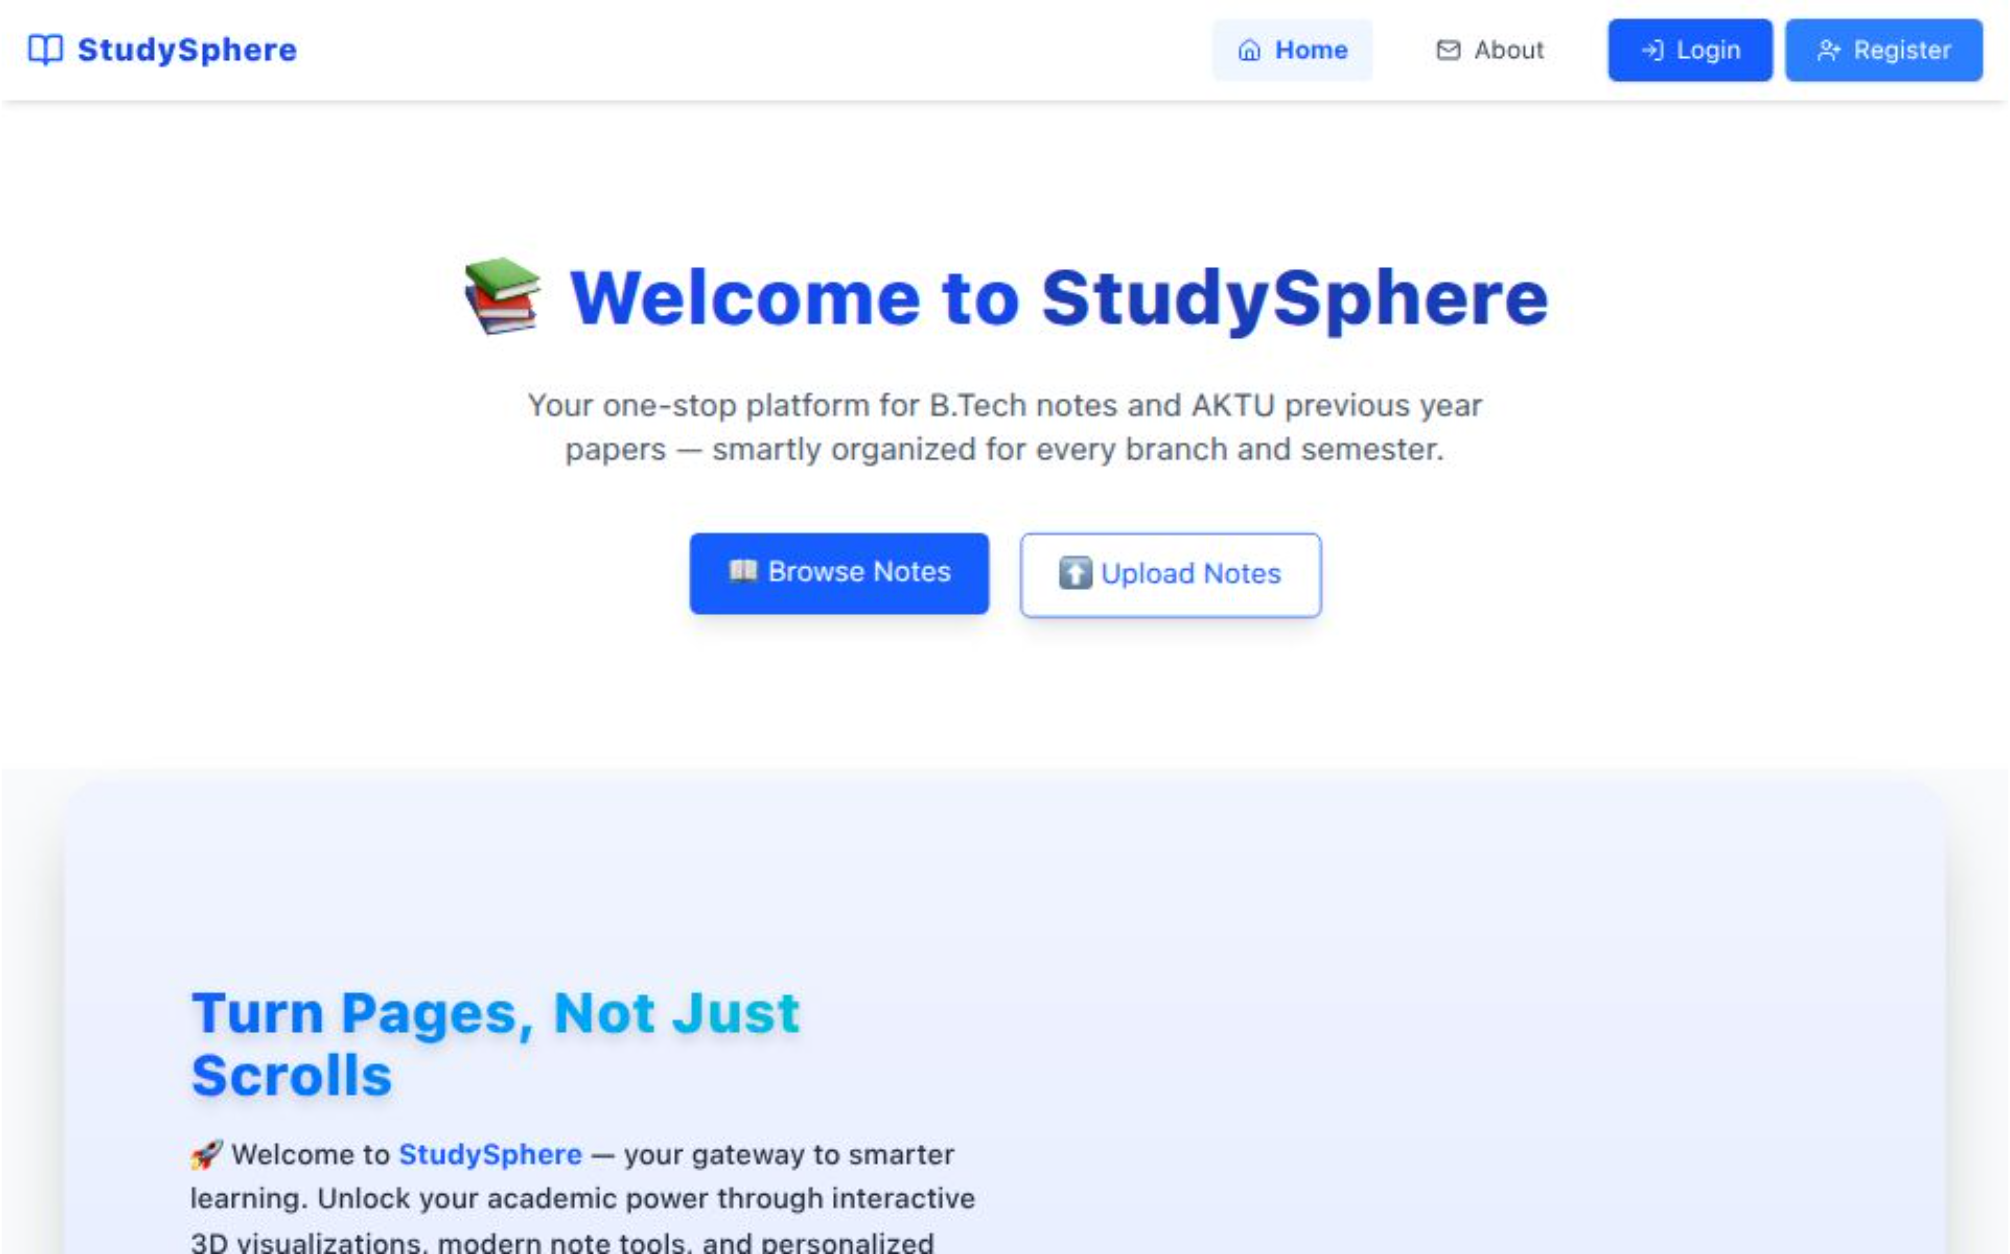 StudySphere
Home
About
Login
Register
Welcome to StudySphere
Your one-stop platform for B.Tech notes and AKTU previous year
papers — smartly organized for every branch and semester.
Browse Notes
Upload Notes
Turn Pages, Not Just
Scrolls
🚀 Welcome to StudySphere — your gateway to smarter
learning. Unlock your academic power through interactive
3D visualizations, modern note tools, and personalized